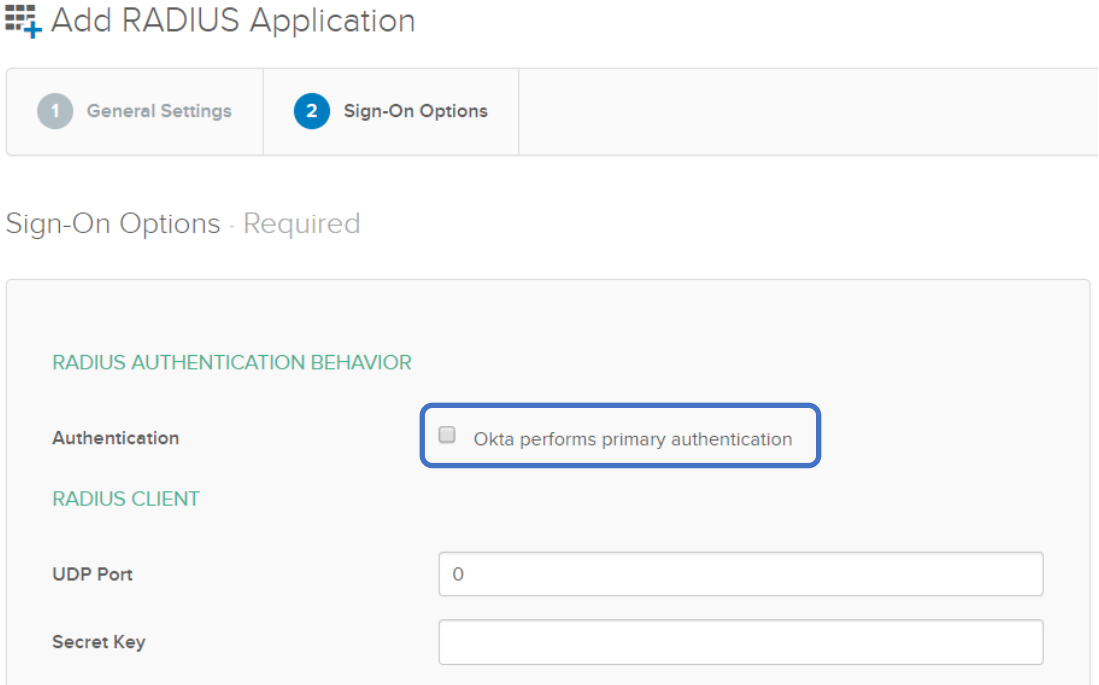 Add RADIUS Application
1 General Settings 2 Sign-On Options
Sign-On Options · Required
RADIUS AUTHENTICATION BEHAVIOR
Authentication Okta performs primary authentication
RADIUS CLIENT
UDP Port 0
Secret Key